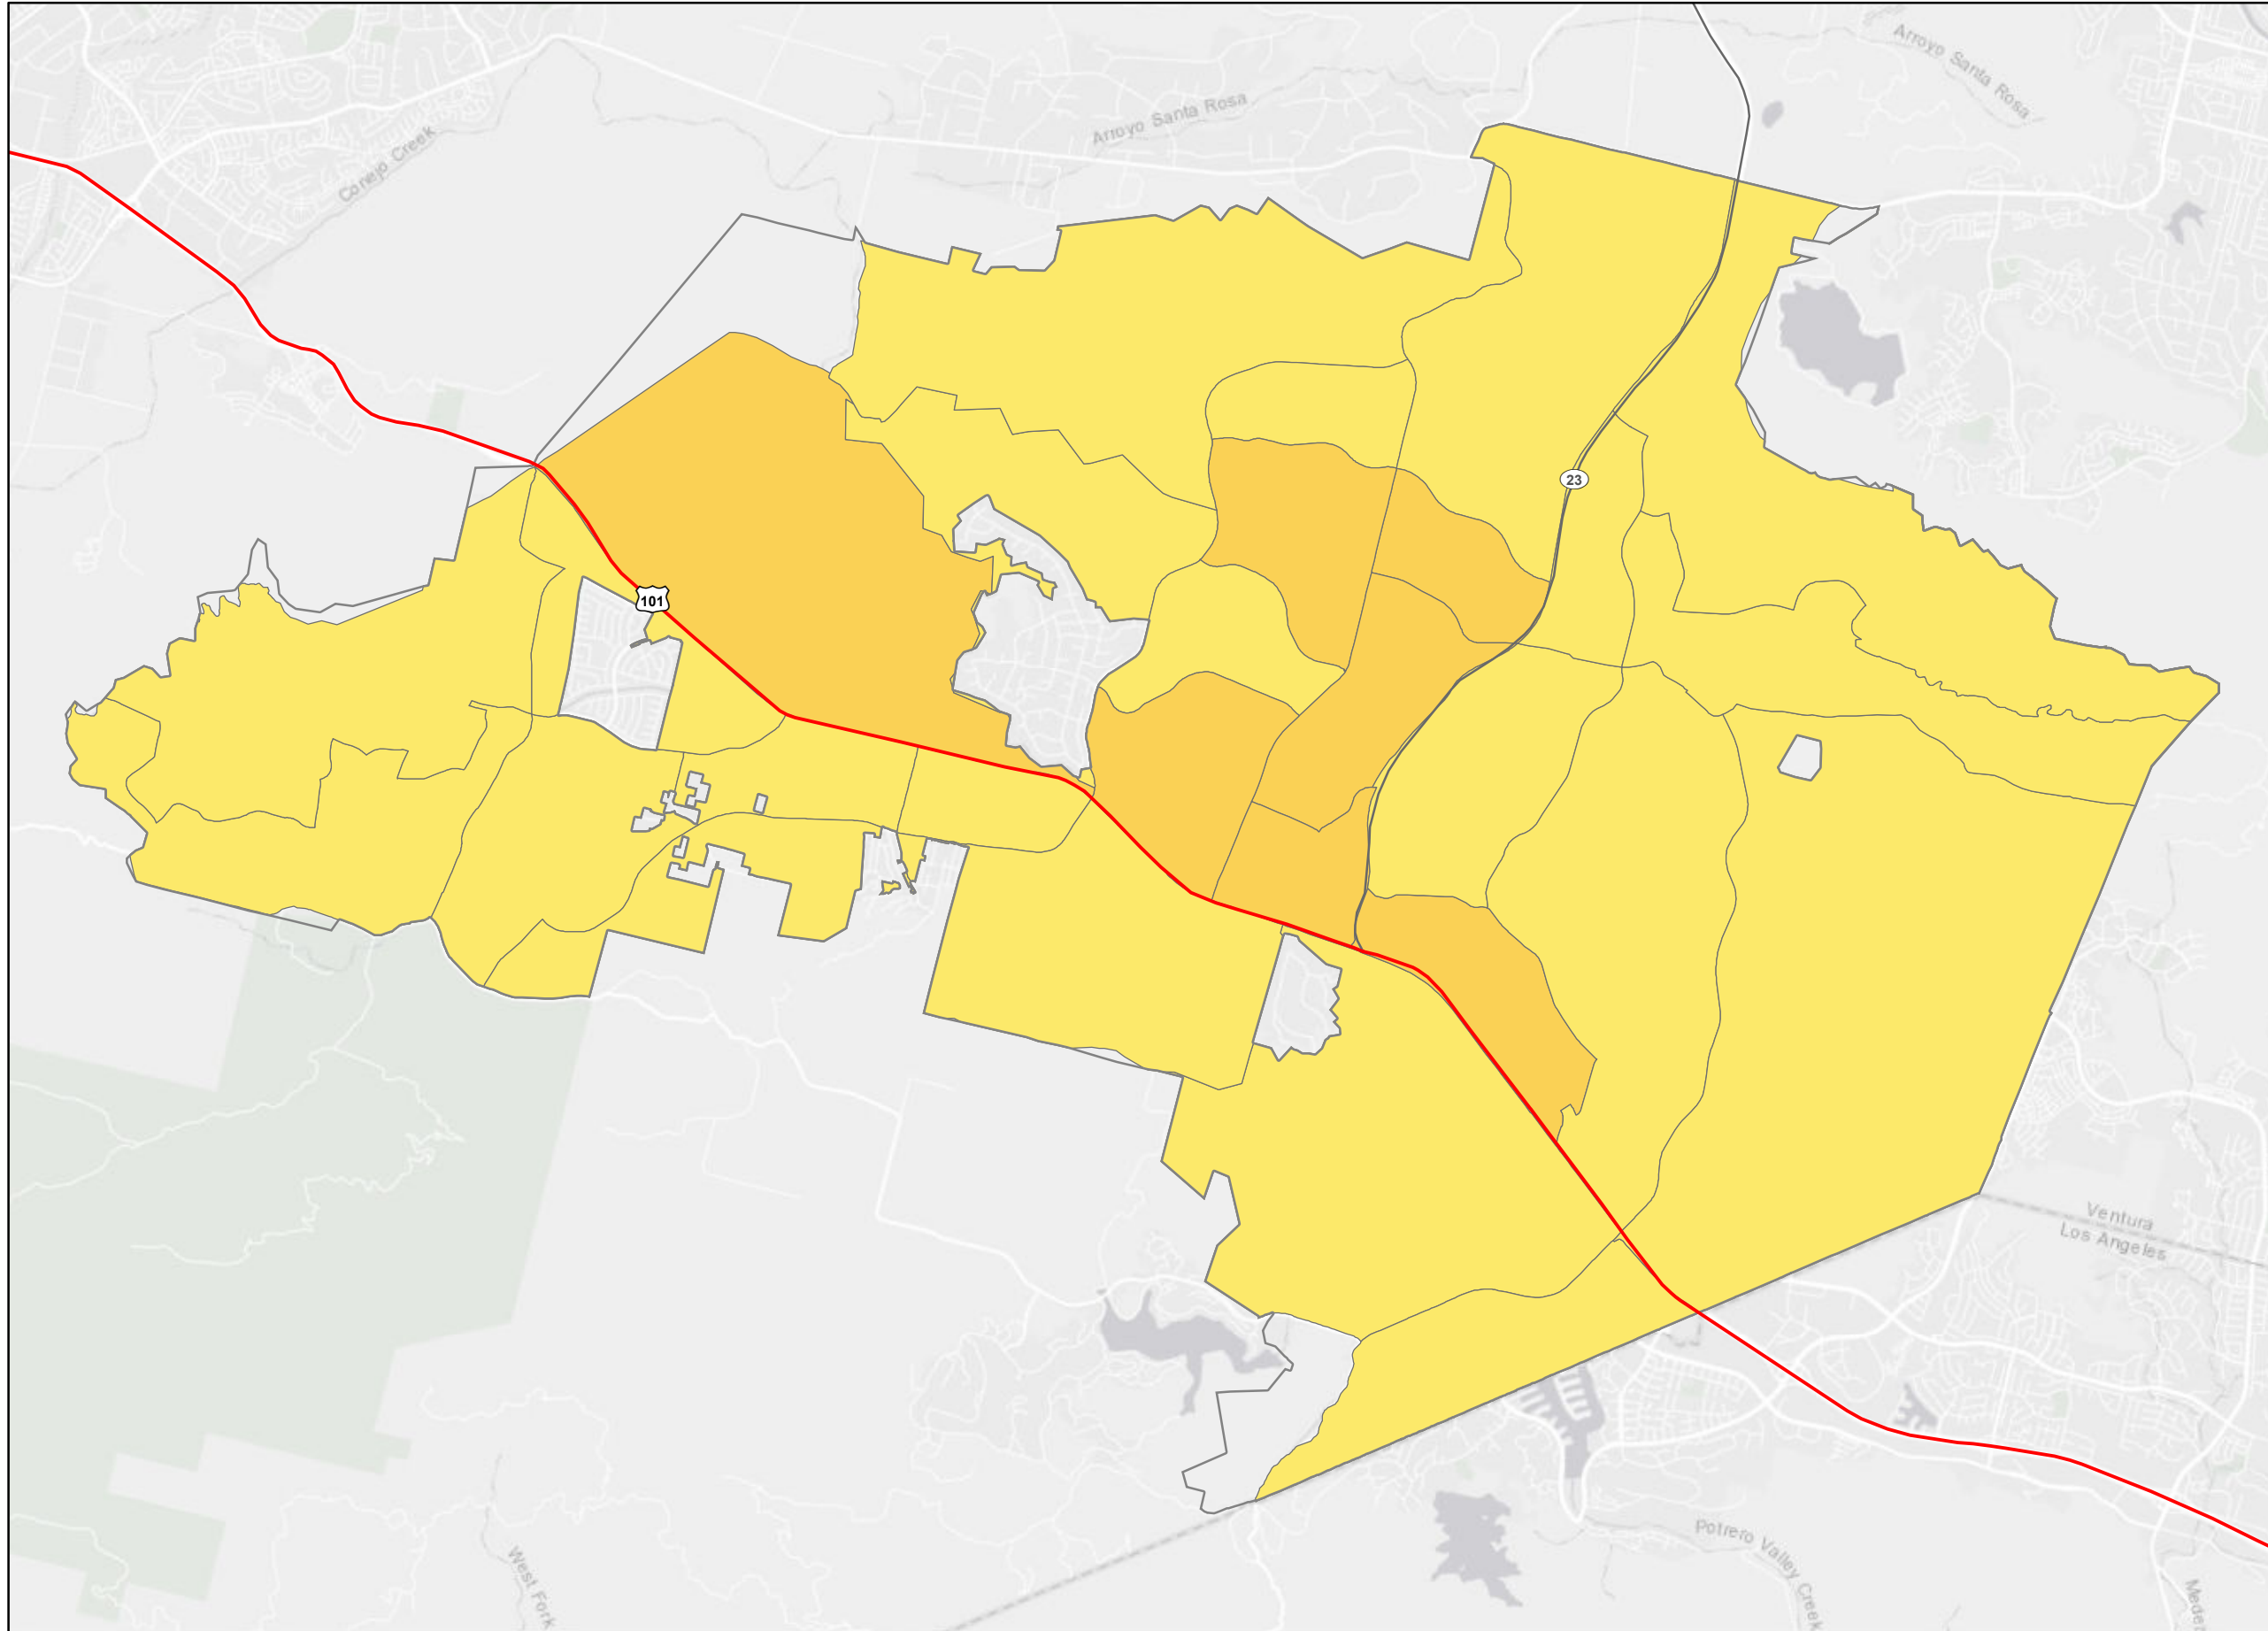 Arroyo Santa Rosa
Arroyo Santa Rosa
Conejo Creek
23
101
Ventura
Los Angeles
Potrero Valley Creek
West Fork